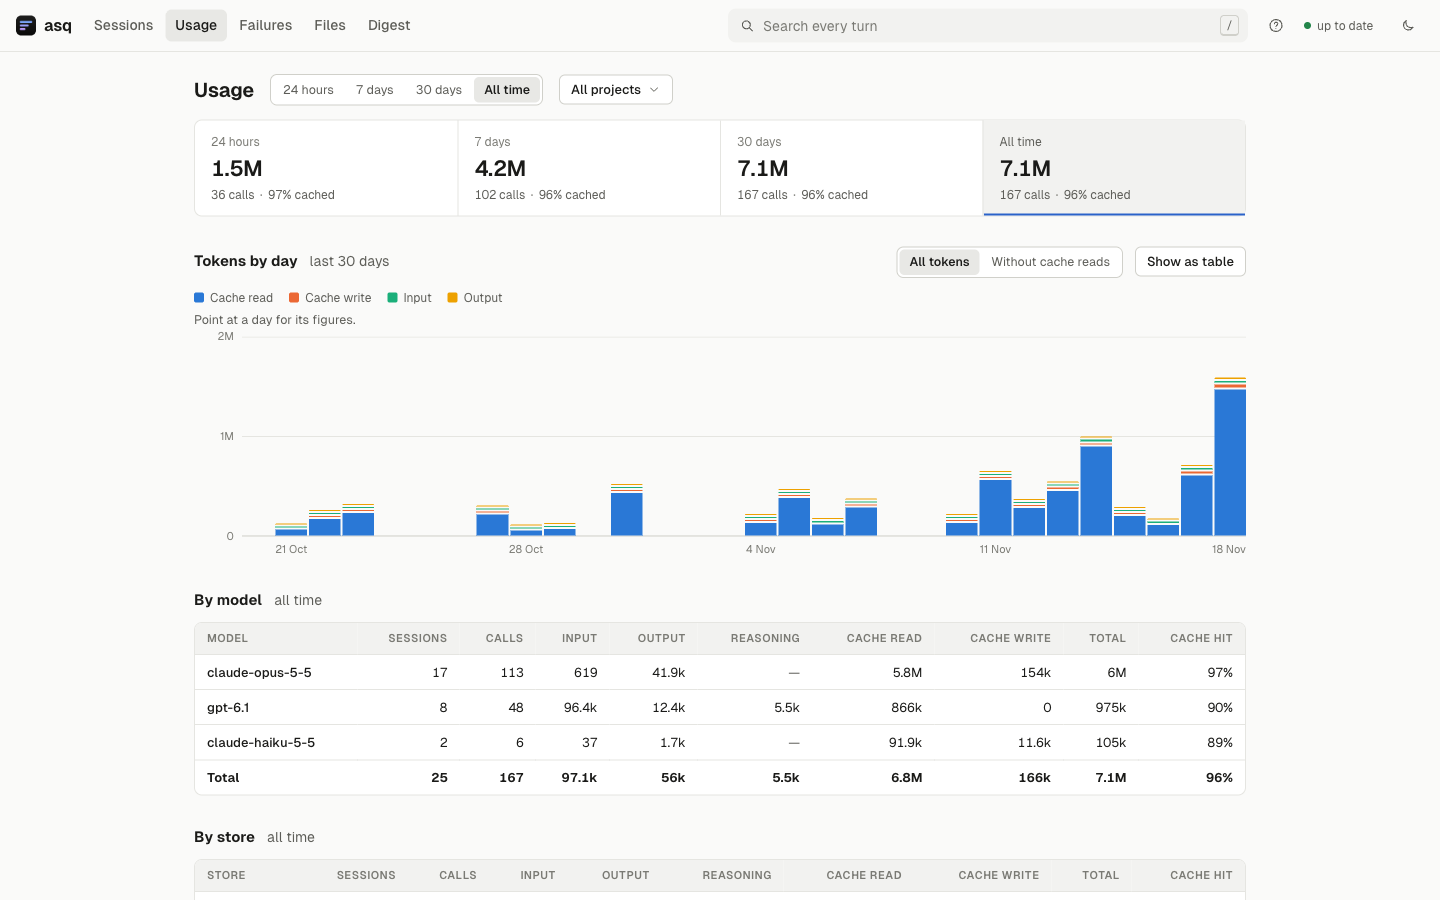 asq Sessions Usage Failures Files Digest Search every turn / up to date
Usage 24 hours 7 days 30 days All time All projects
24 hours 7 days 30 days All time
1.5M 4.2M 7.1M 7.1M
36 calls · 97% cached 102 calls · 96% cached 167 calls · 96% cached 167 calls · 96% cached
Tokens by day last 30 days All tokens Without cache reads Show as table
Cache read Cache write Input Output
Point at a day for its figures.
2M
1M
0
21 Oct 28 Oct 4 Nov 11 Nov 18 Nov
By model all time
MODEL SESSIONS CALLS INPUT OUTPUT REASONING CACHE READ CACHE WRITE TOTAL CACHE HIT
claude-opus-5-5 17 113 619 41.9k — 5.8M 154k 6M 97%
gpt-6.1 8 48 96.4k 12.4k 5.5k 866k 0 975k 90%
claude-haiku-5-5 2 6 37 1.7k — 91.9k 11.6k 105k 89%
Total 25 167 97.1k 56k 5.5k 6.8M 166k 7.1M 96%
By store all time
STORE SESSIONS CALLS INPUT OUTPUT REASONING CACHE READ CACHE WRITE TOTAL CACHE HIT